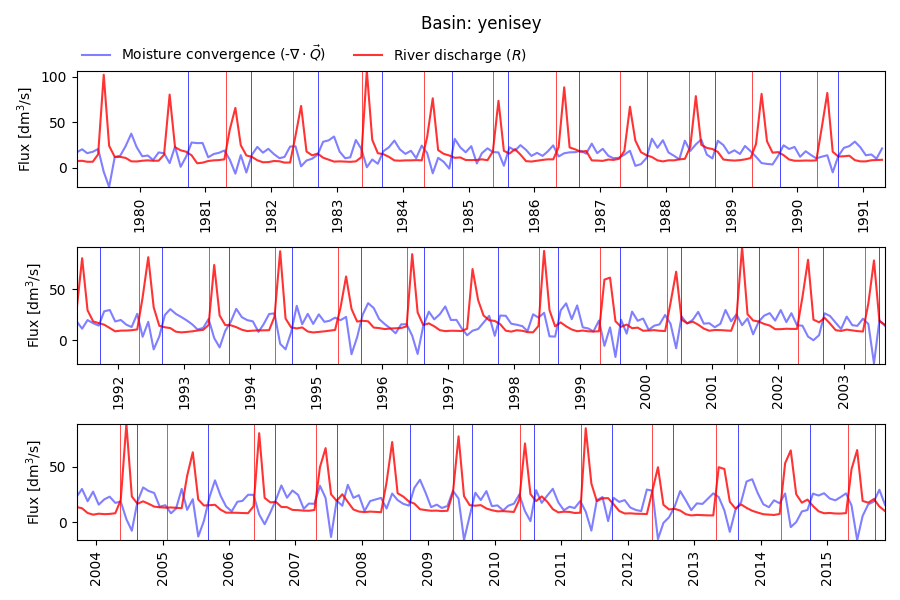 Basin: yenisey
Moisture convergence (-∇ · Q⃗) River discharge (R)
Flux [dm³/s]
100
50
0
1980 1981 1982 1983 1984 1985 1986 1987 1988 1989 1990 1991
Flux [dm³/s]
50
0
1992 1993 1994 1995 1996 1997 1998 1999 2000 2001 2002 2003
Flux [dm³/s]
50
0
2004 2005 2006 2007 2008 2009 2010 2011 2012 2013 2014 2015